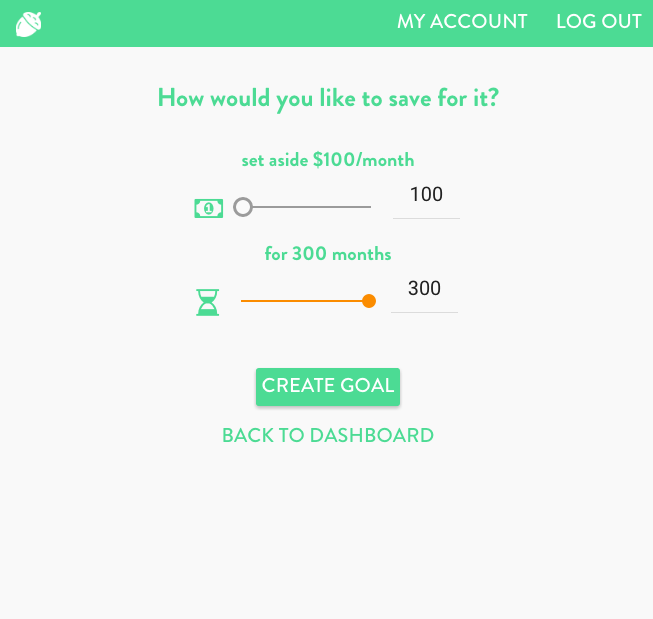 MY ACCOUNT LOG OUT
How would you like to save for it?
set aside $100/month
1 100
for 300 months
300
CREATE GOAL
BACK TO DASHBOARD